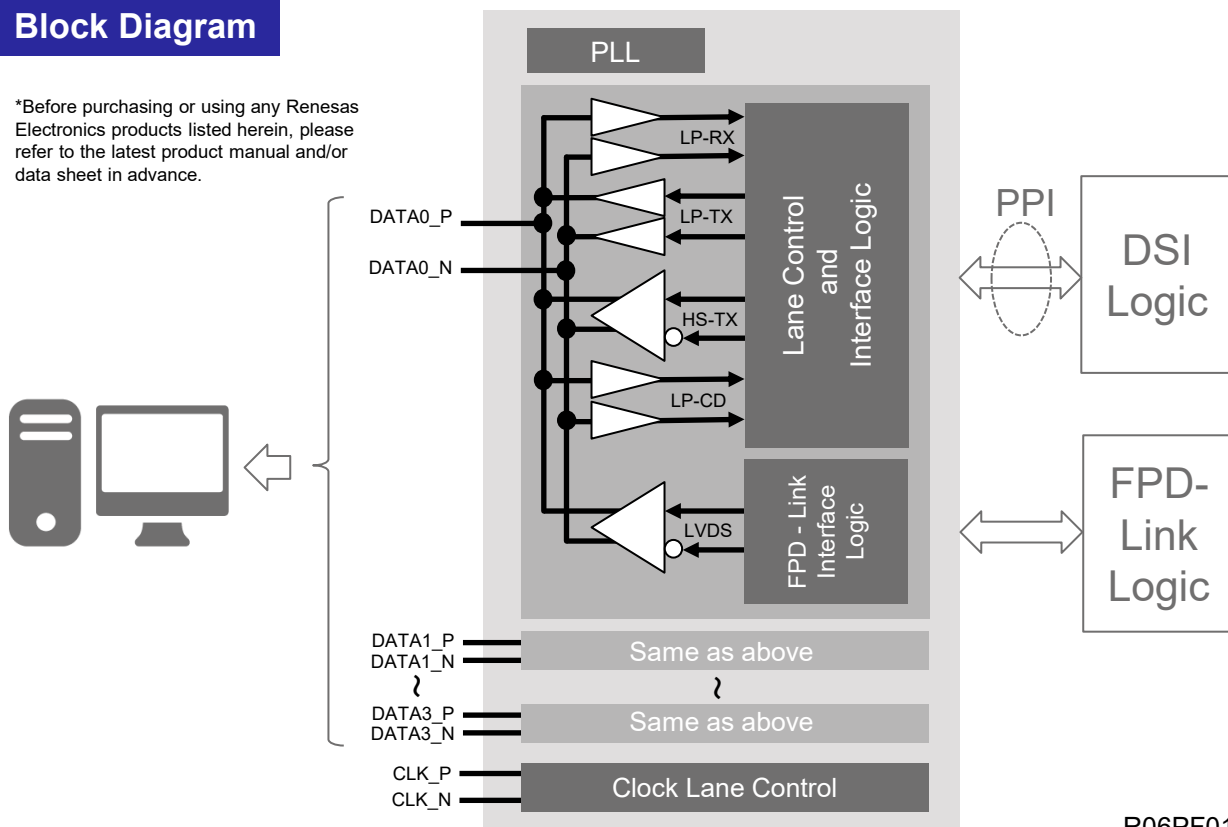 Block Diagram
*Before purchasing or using any Renesas
Electronics products listed herein, please
refer to the latest product manual and/or
data sheet in advance.
PLL
LP-RX
LP-TX
HS-TX
LP-CD
LVDS
Lane Control
and
Interface Logic
FPD - Link
Interface
Logic
DATA0_P
DATA0_N
PPI
DSI
Logic
FPD-
Link
Logic
DATA1_P
DATA1_N
~
DATA3_P
DATA3_N
Same as above
~
Same as above
CLK_P
CLK_N
Clock Lane Control